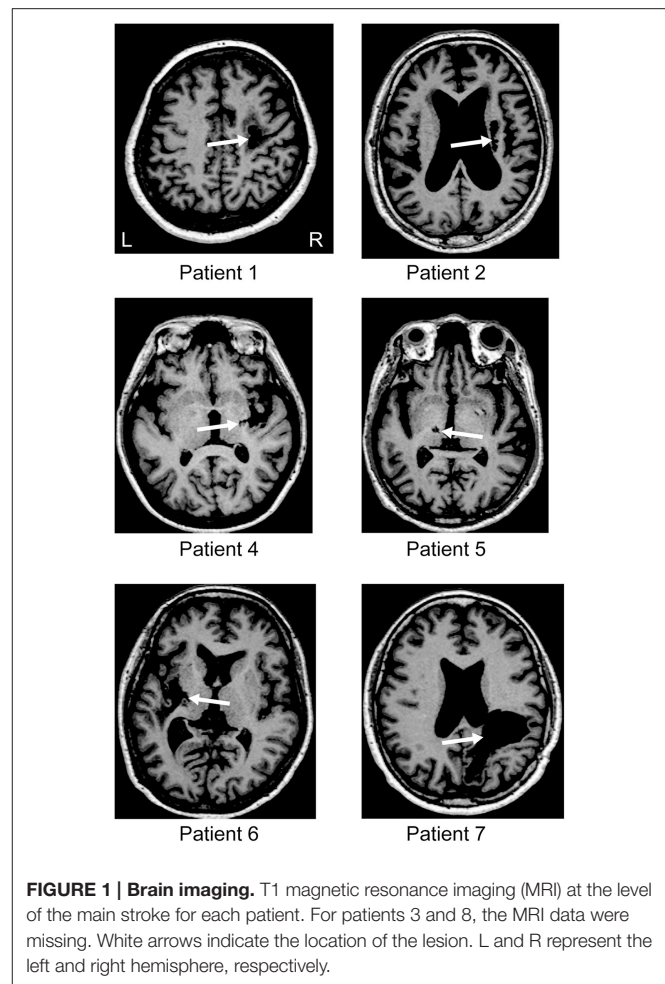 L R
Patient 1 Patient 2
Patient 4 Patient 5
Patient 6 Patient 7
FIGURE 1 | Brain imaging. T1 magnetic resonance imaging (MRI) at the level
of the main stroke for each patient. For patients 3 and 8, the MRI data were
missing. White arrows indicate the location of the lesion. L and R represent the
left and right hemisphere, respectively.